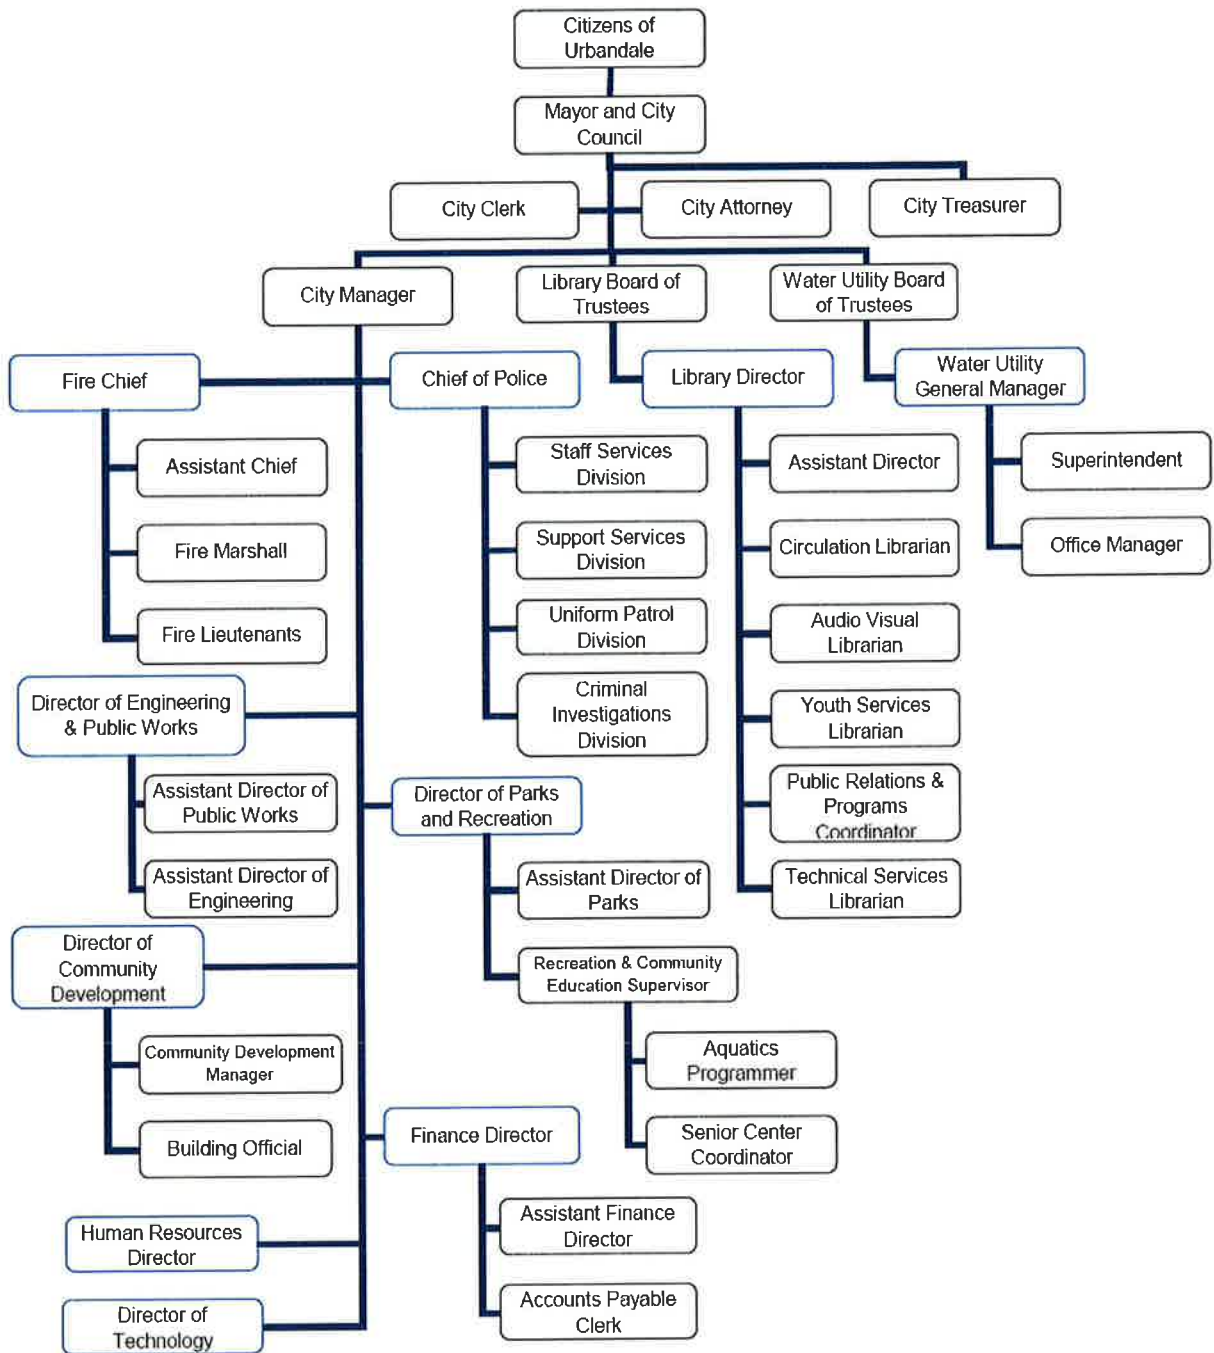 Citizens of
Urbandale
Mayor and City
Council
City Clerk
City Attorney
City Treasurer
City Manager
Library Board of
Trustees
Water Utility Board
of Trustees
Fire Chief
Chief of Police
Library Director
Water Utility
General Manager
Assistant Chief
Fire Marshall
Fire Lieutenants
Staff Services
Division
Support Services
Division
Uniform Patrol
Division
Criminal
Investigations
Division
Assistant Director
Circulation Librarian
Audio Visual
Librarian
Youth Services
Librarian
Public Relations &
Programs
Coordinator
Technical Services
Librarian
Superintendent
Office Manager
Director of Engineering
& Public Works
Assistant Director of
Public Works
Assistant Director of
Engineering
Director of Parks
and Recreation
Assistant Director of
Parks
Recreation & Community
Education Supervisor
Aquatics
Programmer
Senior Center
Coordinator
Director of
Community
Development
Community Development
Manager
Building Official
Finance Director
Assistant Finance
Director
Accounts Payable
Clerk
Human Resources
Director
Director of
Technology